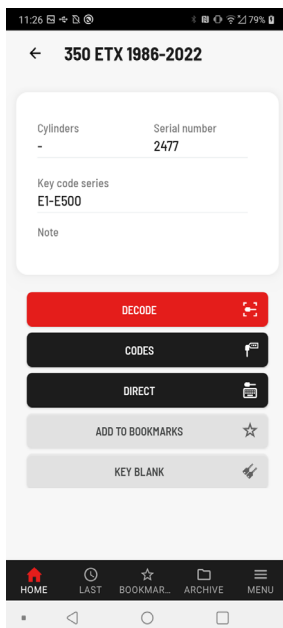 11:26 79%
350 ETX 1986-2022
Cylinders Serial number
- 2477
Key code series
E1-E500
Note
DECODE
CODES
DIRECT
ADD TO BOOKMARKS
KEY BLANK
HOME LAST BOOKMAR... ARCHIVE MENU